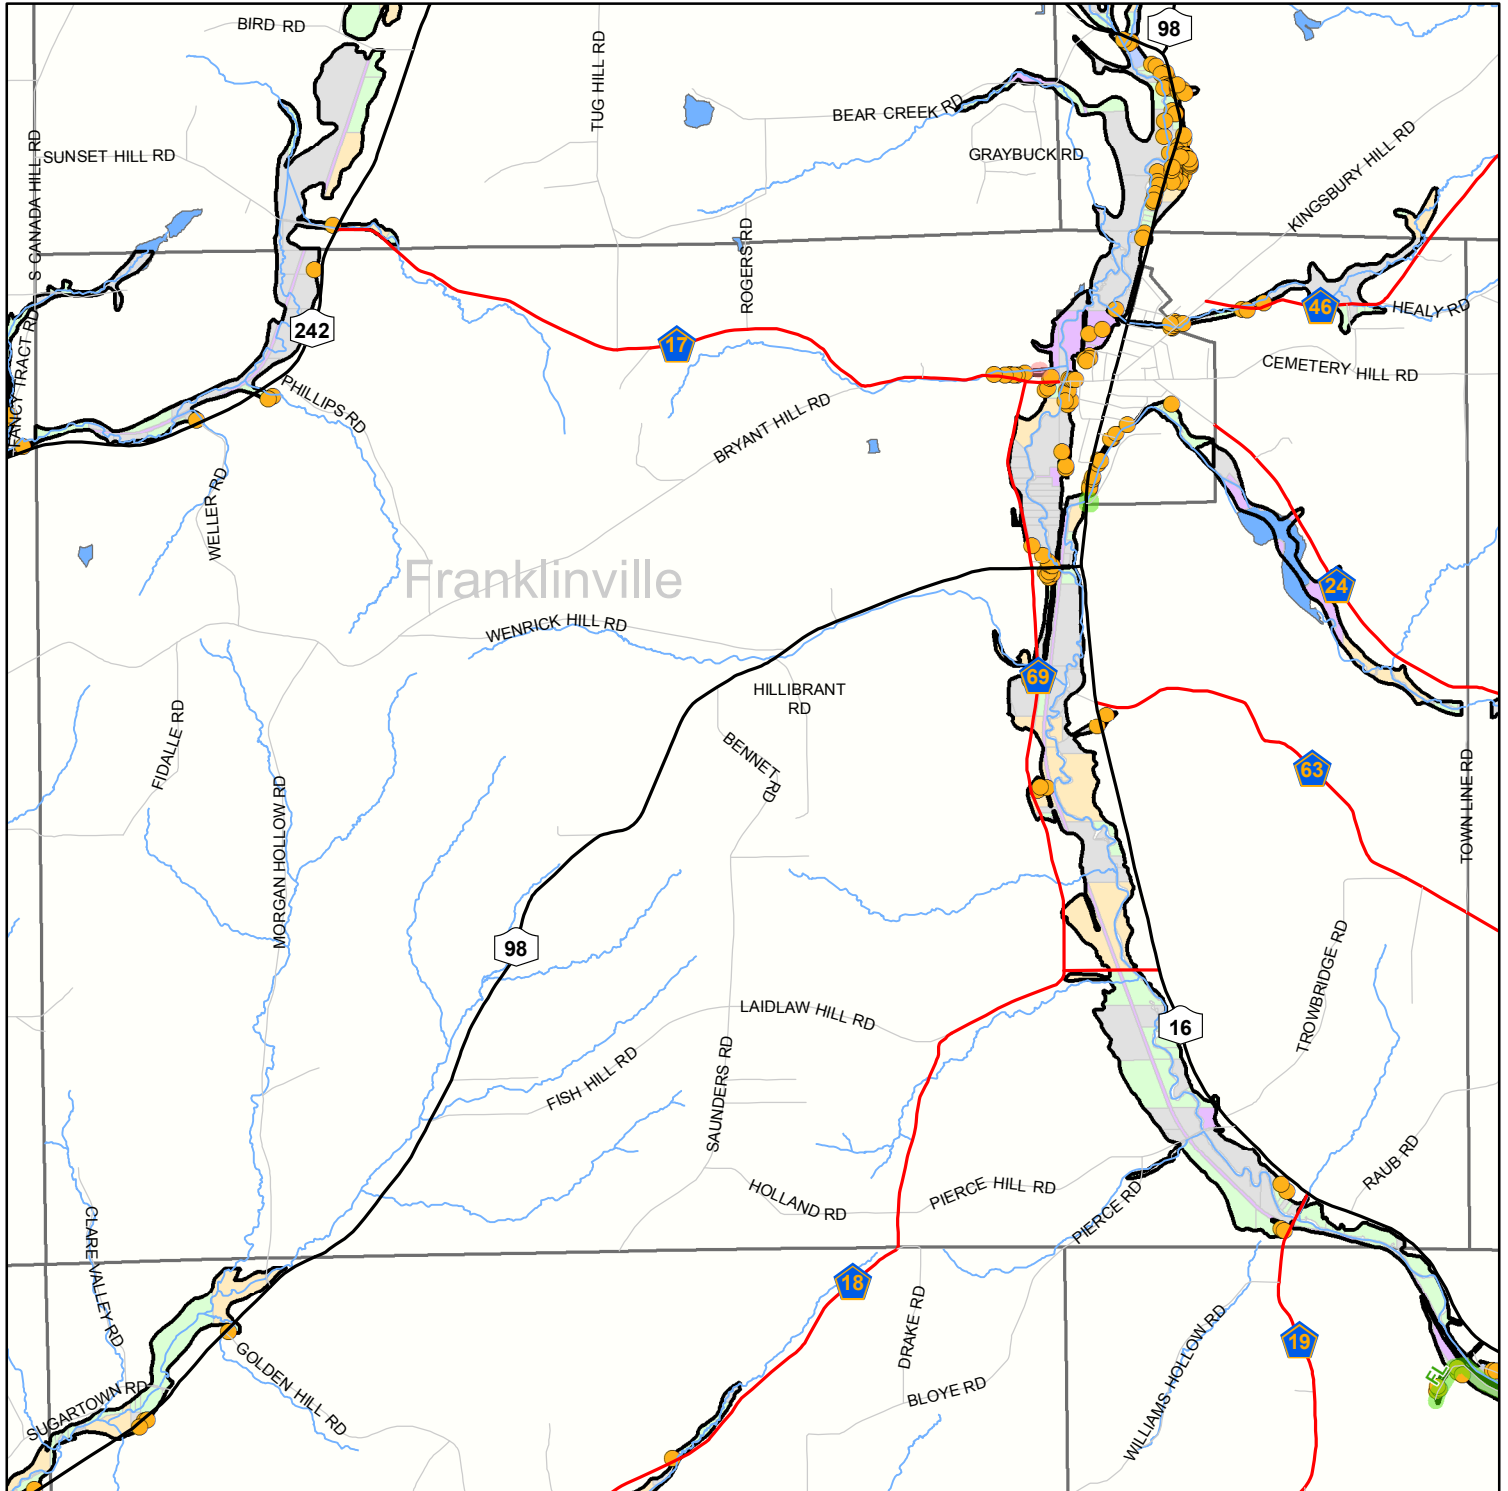 BIRD RD
TUG HILL RD
98
BEAR CREEK RD
GRAYBUCK RD
KINGSBURY HILL RD
S CANADA HILL RD
SUNSET HILL RD
ROGERS RD
242
17
46
HEALY RD
FANCY TRACT RD
PHILLIPS RD
CEMETERY HILL RD
BRYANT HILL RD
WELLER RD
Franklinville
24
WENRICK HILL RD
69
HILLIBRANT
RD
FIDALLE RD
BENNET RD
63
TOWN LINE RD
MORGAN HOLLOW RD
98
TROWBRIDGE RD
LAIDLAW HILL RD
16
FISH HILL RD
SAUNDERS RD
RAUB RD
HOLLAND RD
PIERCE HILL RD
PIERCE RD
CLARE VALLEY RD
18
DRAKE RD
19
WILLIAMS HOLLOW RD
GOLDEN HILL RD
BLOYE RD
SUGARTOWN RD
FL